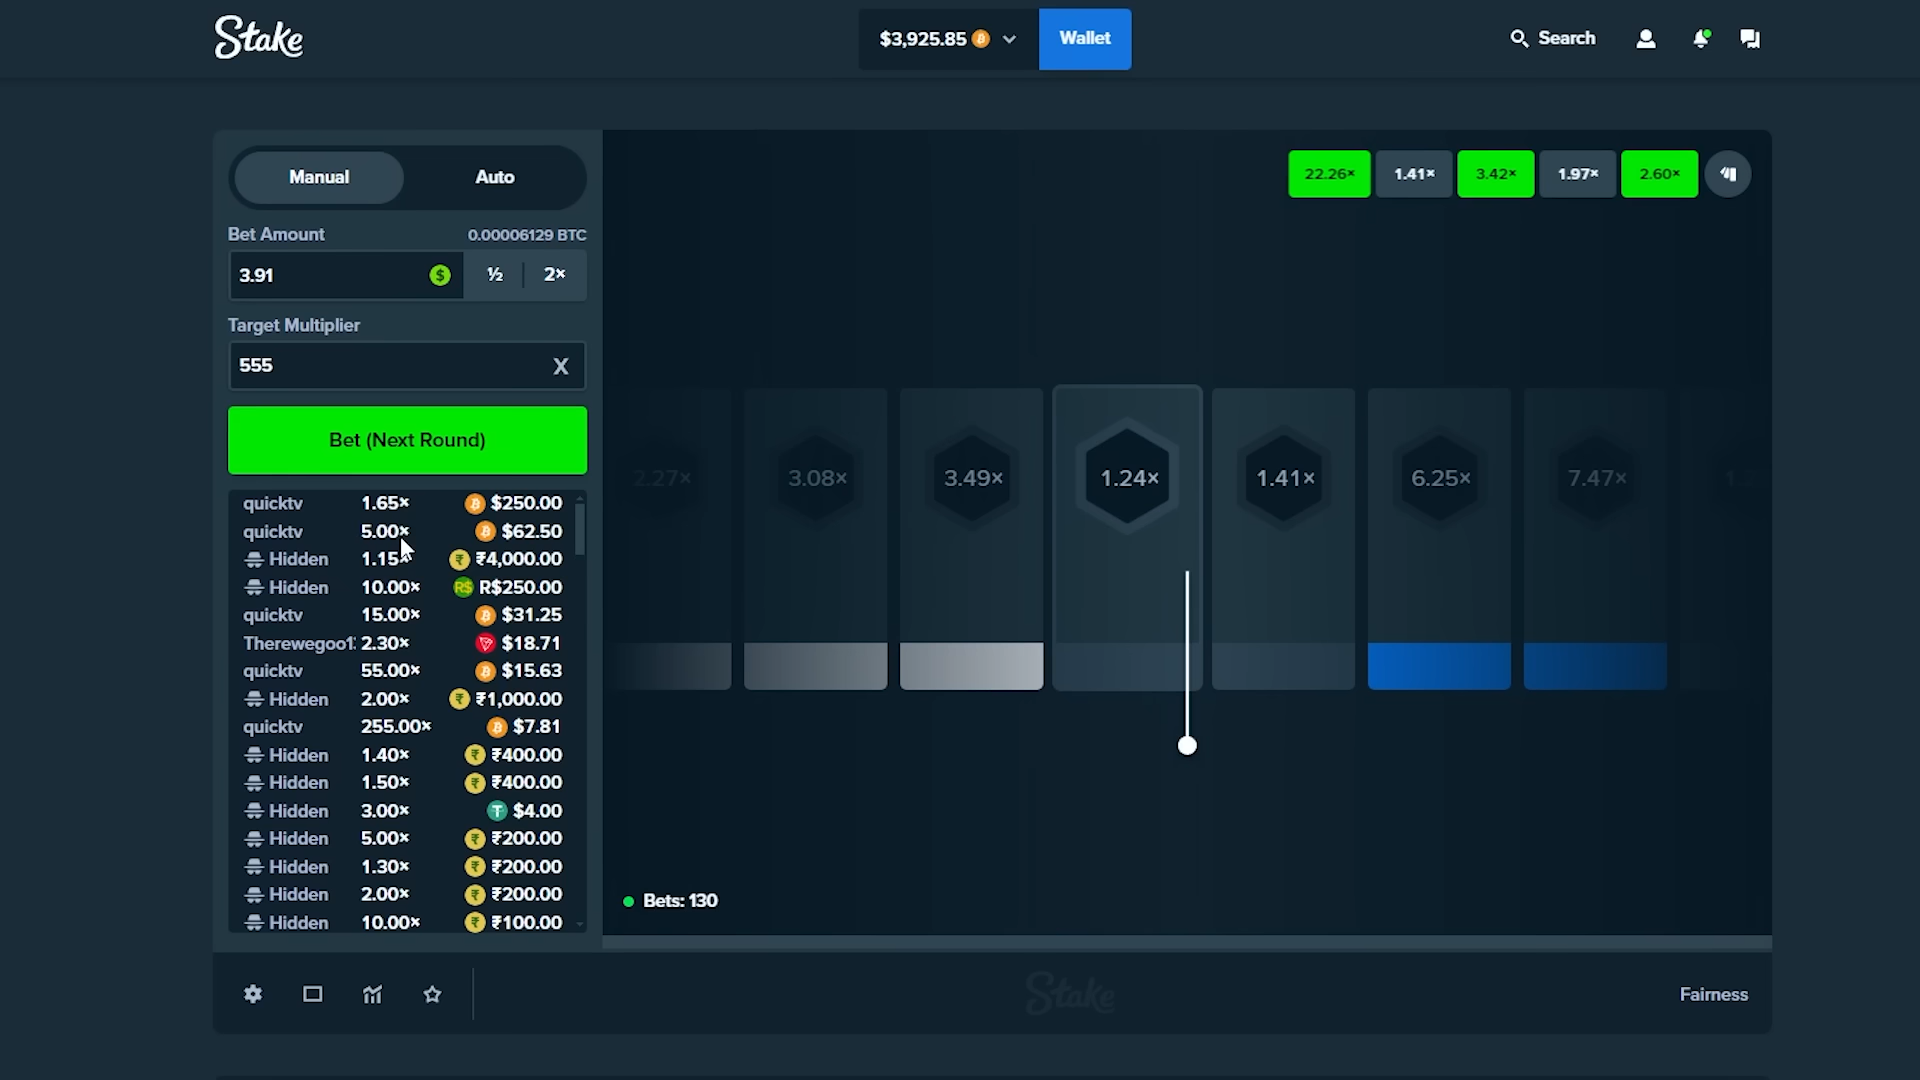 Stake
$3,925.85
Wallet
Search
Manual
Auto
22.26×
1.41×
3.42×
1.97×
2.60×
Bet Amount
0.00006129 BTC
3.91
½
2×
Target Multiplier
555
X
Bet (Next Round)
2.27×
3.08×
3.49×
1.24×
1.41×
6.25×
7.47×
quicktv 1.65× $250.00
quicktv 5.00× $62.50
Hidden 1.15× ₹4,000.00
Hidden 10.00× R$ R$250.00
quicktv 15.00× $31.25
Therewegoo1 2.30× $18.71
quicktv 55.00× $15.63
Hidden 2.00× ₹1,000.00
quicktv 255.00× $7.81
Hidden 1.40× ₹400.00
Hidden 1.50× ₹400.00
Hidden 3.00× $4.00
Hidden 5.00× ₹200.00
Hidden 1.30× ₹200.00
Hidden 2.00× ₹200.00
Hidden 10.00× ₹100.00
Bets: 130
Stake
Fairness